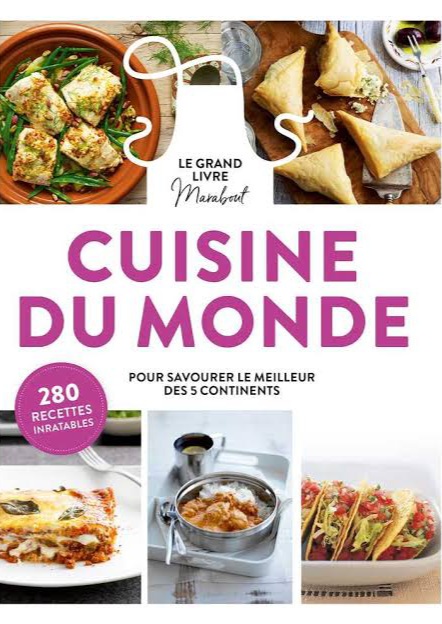 LE GRAND
LIVRE
Marabout
CUISINE
DU MONDE
POUR SAVOURER LE MEILLEUR
DES 5 CONTINENTS
280
RECETTES
INRATABLES